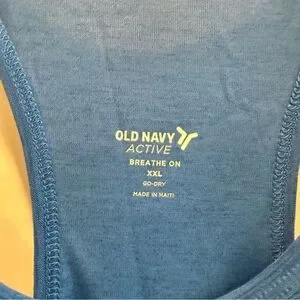 OLD NAVY
ACTIVE
BREATHE ON
XXL
GO-DRY
MADE IN HAITI